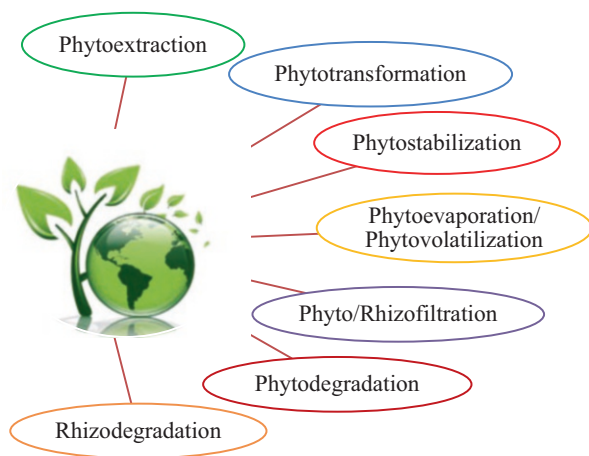 Phytoextraction
Phytotransformation
Phytostabilization
Phytoevaporation/
Phytovolatilization
Phyto/Rhizofiltration
Phytodegradation
Rhizodegradation